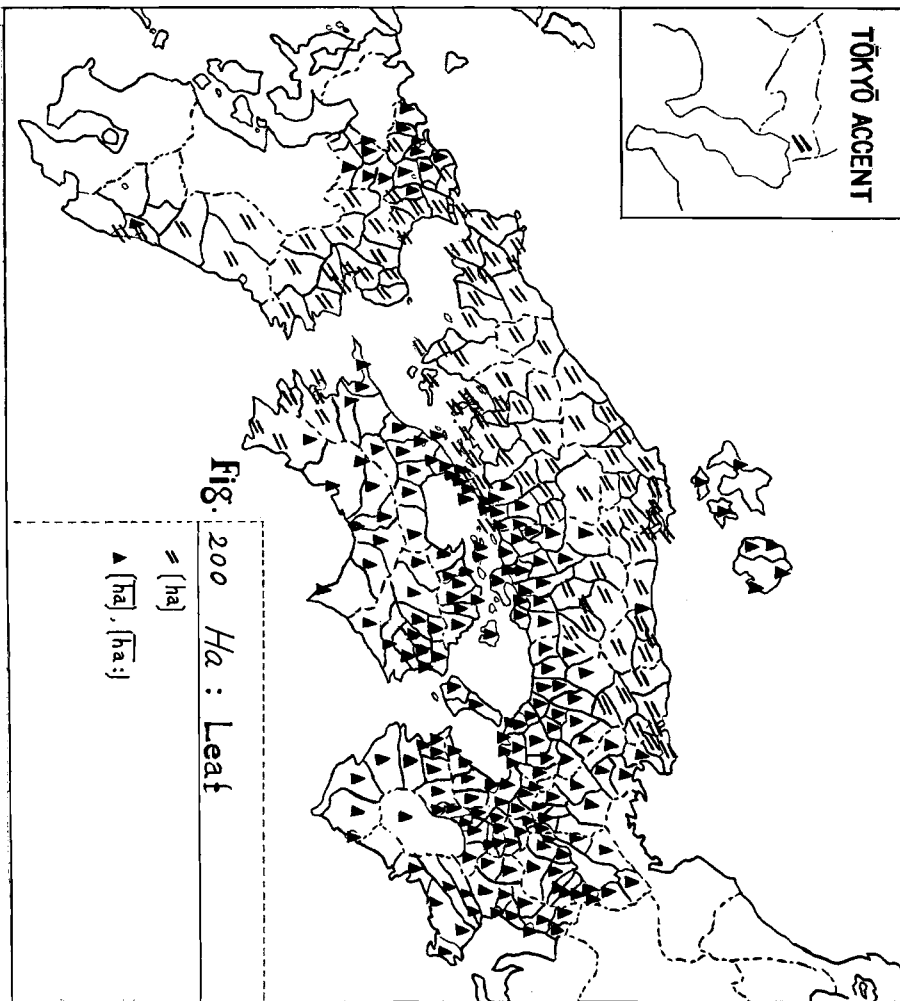 TŌKYŌ ACCENT
Fig. 200 Ha : Leaf
〃 [ha]
▲ [h̅a̅], [h̅a̅ː]